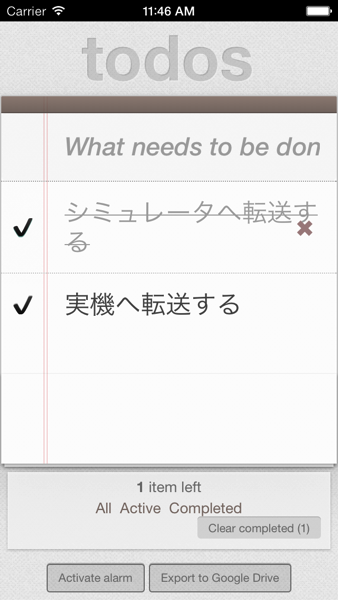 Carrier 11:46 AM
todos
What needs to be don
シミュレータへ転送す
る
実機へ転送する
1 item left
All Active Completed
Clear completed (1)
Activate alarm Export to Google Drive